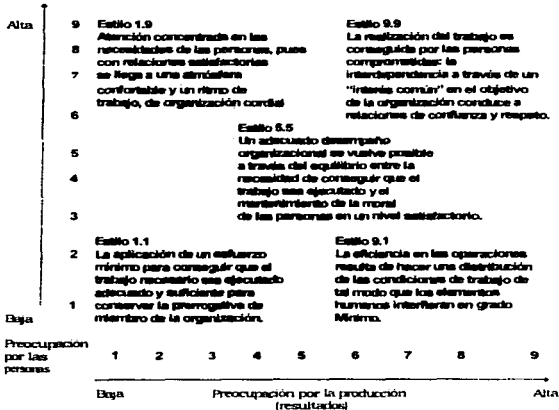 Alta
9
8
7
6
5
4
3
2
1
Baja
Estilo 1.9
Atención concentrada en las
necesidades de las personas, pues
con relaciones satisfactorias
se llega a una atmósfera
confortable y un ritmo de
trabajo, de organización cordial
Estilo 9.9
La realización del trabajo es
conseguida por las personas
comprometidas: la
interdependencia a través de un
"interés común" en el objetivo
de la organización conduce a
relaciones de confianza y respeto.
Estilo 5.5
Un adecuado desempeño
organizacional se vuelve posible
a través del equilibrio entre la
necesidad de conseguir que el
trabajo sea ejecutado y el
mantenimiento de la moral
de las personas en un nivel satisfactorio.
Estilo 1.1
La aplicación de un esfuerzo
mínimo para conseguir que el
trabajo necesario sea ejecutado
adecuado y suficiente para
conservar la prerrogativa de
miembro de la organización.
Estilo 9.1
La eficiencia en las operaciones
resulta de hacer una distribución
de las condiciones de trabajo de
tal modo que los elementos
humanos interfieran en grado
Mínimo.
Preocupación
por las
personas
1 2 3 4 5 6 7 8 9
Baja Preocupación por la producción Alta
(resultados)